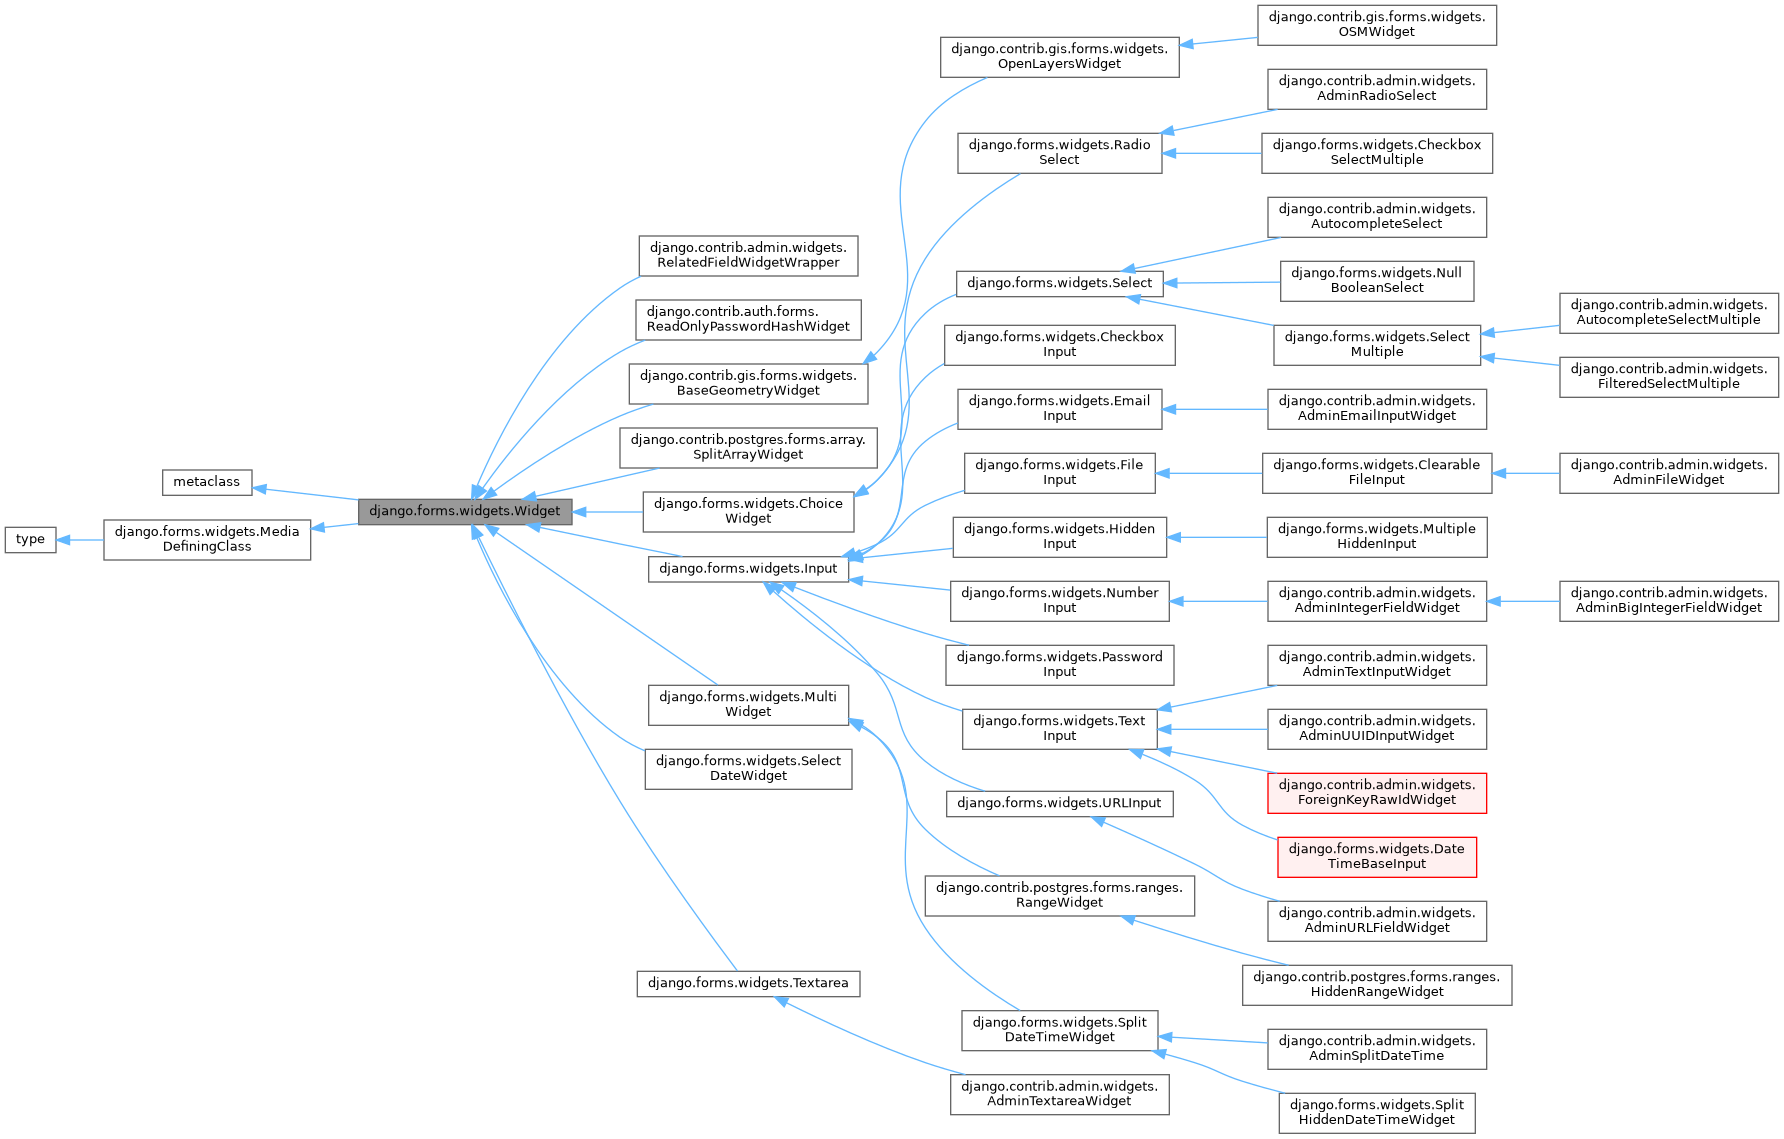 type
metaclass
django.forms.widgets.Media
DefiningClass
django.forms.widgets.Widget
django.contrib.admin.widgets.
RelatedFieldWidgetWrapper
django.contrib.auth.forms.
ReadOnlyPasswordHashWidget
django.contrib.gis.forms.widgets.
BaseGeometryWidget
django.contrib.postgres.forms.array.
SplitArrayWidget
django.forms.widgets.Choice
Widget
django.forms.widgets.Input
django.forms.widgets.Multi
Widget
django.forms.widgets.Select
DateWidget
django.forms.widgets.Textarea
django.contrib.gis.forms.widgets.
OpenLayersWidget
django.forms.widgets.Radio
Select
django.forms.widgets.Select
django.forms.widgets.Checkbox
Input
django.forms.widgets.Email
Input
django.forms.widgets.File
Input
django.forms.widgets.Hidden
Input
django.forms.widgets.Number
Input
django.forms.widgets.Password
Input
django.forms.widgets.Text
Input
django.forms.widgets.URLInput
django.contrib.postgres.forms.ranges.
RangeWidget
django.forms.widgets.Split
DateTimeWidget
django.contrib.admin.widgets.
AdminTextareaWidget
django.contrib.gis.forms.widgets.
OSMWidget
django.contrib.admin.widgets.
AdminRadioSelect
django.forms.widgets.Checkbox
SelectMultiple
django.contrib.admin.widgets.
AutocompleteSelect
django.forms.widgets.Null
BooleanSelect
django.forms.widgets.Select
Multiple
django.contrib.admin.widgets.
AdminEmailInputWidget
django.forms.widgets.Clearable
FileInput
django.forms.widgets.Multiple
HiddenInput
django.contrib.admin.widgets.
AdminIntegerFieldWidget
django.contrib.admin.widgets.
AdminTextInputWidget
django.contrib.admin.widgets.
AdminUUIDInputWidget
django.contrib.admin.widgets.
ForeignKeyRawIdWidget
django.forms.widgets.Date
TimeBaseInput
django.contrib.admin.widgets.
AdminURLFieldWidget
django.contrib.postgres.forms.ranges.
HiddenRangeWidget
django.contrib.admin.widgets.
AdminSplitDateTime
django.forms.widgets.Split
HiddenDateTimeWidget
django.contrib.admin.widgets.
AutocompleteSelectMultiple
django.contrib.admin.widgets.
FilteredSelectMultiple
django.contrib.admin.widgets.
AdminFileWidget
django.contrib.admin.widgets.
AdminBigIntegerFieldWidget